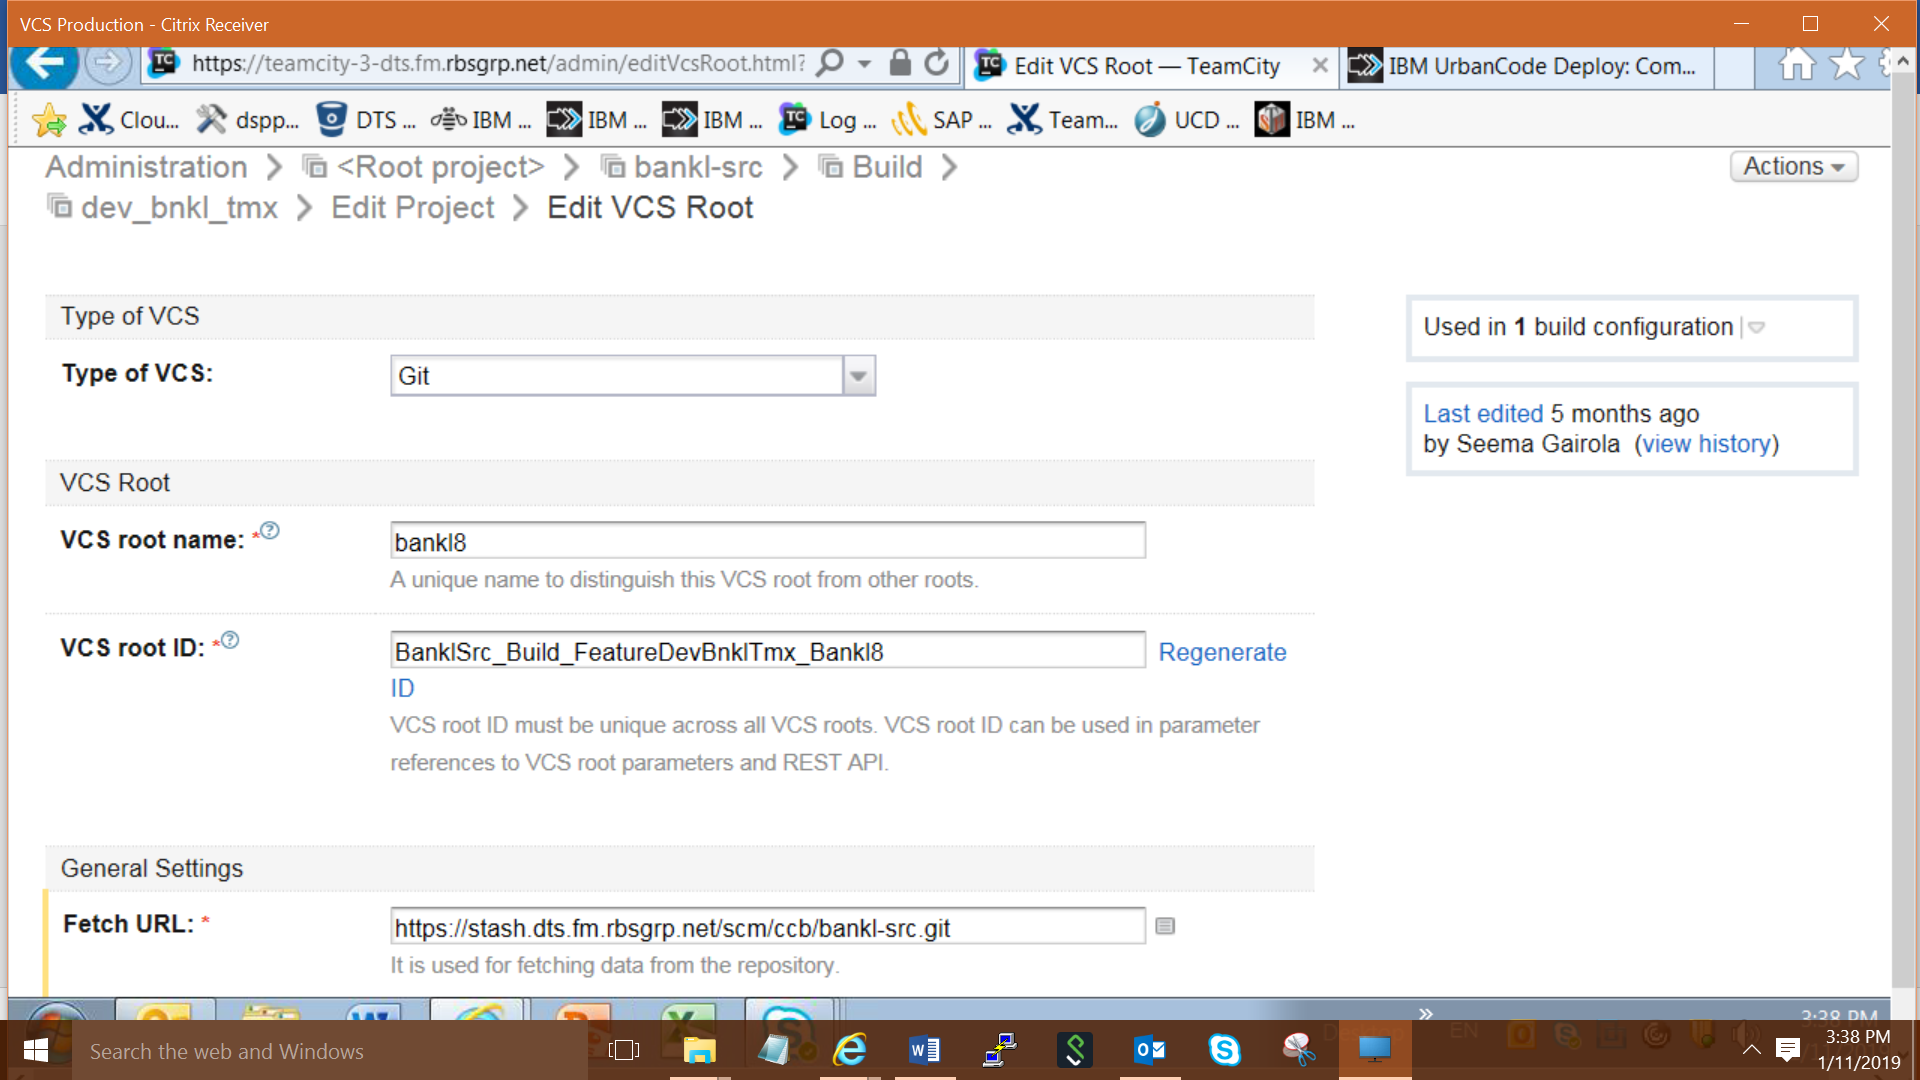 VCS Production - Citrix Receiver
https://teamcity-3-dts.fm.rbsgrp.net/admin/editVcsRoot.html?
Edit VCS Root — TeamCity
IBM UrbanCode Deploy: Com...
Clou... dspp... DTS ... IBM ... IBM ... IBM ... Log ... SAP ... Team... UCD ... IBM ...
Administration <Root project> bankl-src Build
Actions
dev_bnkl_tmx Edit Project Edit VCS Root
Type of VCS
Type of VCS: Git
Used in 1 build configuration
Last edited 5 months ago
by Seema Gairola (view history)
VCS Root
VCS root name: * bankl8
A unique name to distinguish this VCS root from other roots.
VCS root ID: * BanklSrc_Build_FeatureDevBnklTmx_Bankl8 Regenerate
ID
VCS root ID must be unique across all VCS roots. VCS root ID can be used in parameter
references to VCS root parameters and REST API.
General Settings
Fetch URL: * https://stash.dts.fm.rbsgrp.net/scm/ccb/bankl-src.git
It is used for fetching data from the repository.
3:38 PM
Search the web and Windows
Desktop
EN
3:38 PM
1/11/2019